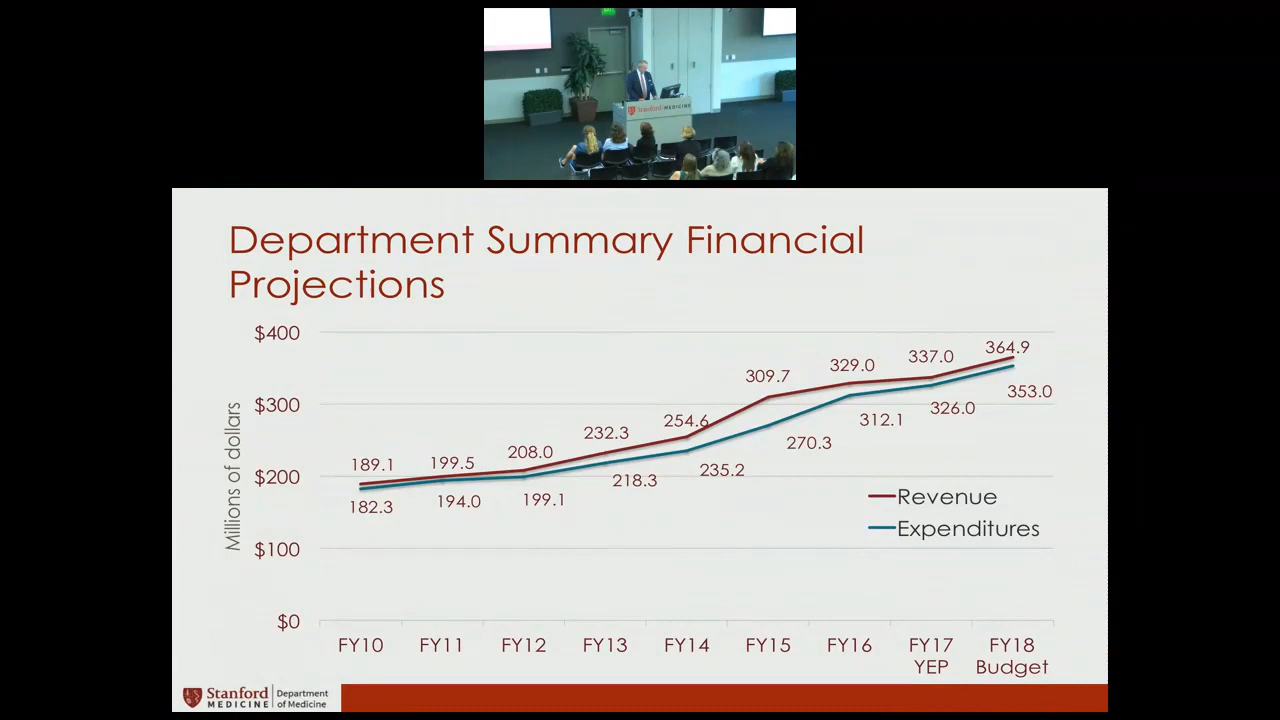 Stanford MEDICINE
Department Summary Financial
Projections
Millions of dollars
$400
$300
$200
$100
$0
189.1
199.5
208.0
232.3
254.6
309.7
329.0
337.0
364.9
182.3
194.0
199.1
218.3
235.2
270.3
312.1
326.0
353.0
Revenue
Expenditures
FY10 FY11 FY12 FY13 FY14 FY15 FY16 FY17 FY18
YEP Budget
Stanford Department
MEDICINE of Medicine